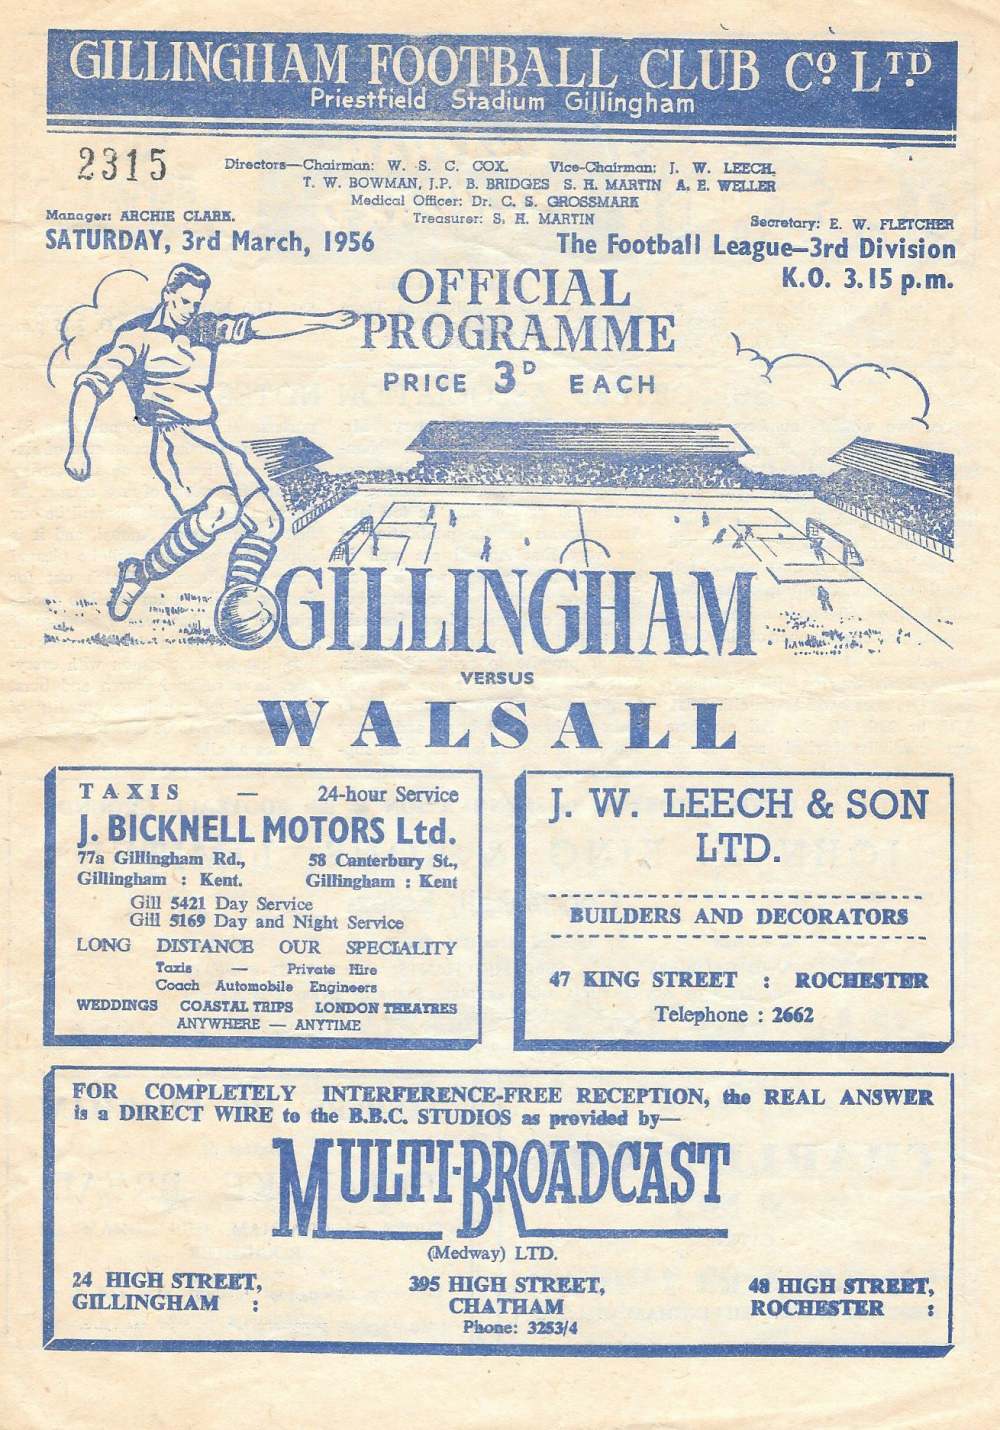 GILLINGHAM FOOTBALL CLUB Cº. LTD.
Priestfield Stadium Gillingham
2315
Directors—Chairman: W. S. C. COX. Vice-Chairman: J. W. LEECH,
T. W. BOWMAN, J.P. B. BRIDGES S. H. MARTIN A. E. WELLER
Medical Officer: Dr. C. S. GROSSMARK
Treasurer: S. H. MARTIN
Manager: ARCHIE CLARK.
Secretary: E. W. FLETCHER
SATURDAY, 3rd March, 1956
The Football League—3rd Division
K.O. 3.15 p.m.
OFFICIAL
PROGRAMME
PRICE 3D EACH
GILLINGHAM
VERSUS
WALSALL
TAXIS — 24-hour Service
J. BICKNELL MOTORS Ltd.
77a Gillingham Rd., 58 Canterbury St.,
Gillingham : Kent. Gillingham : Kent
Gill 5421 Day Service
Gill 5169 Day and Night Service
LONG DISTANCE OUR SPECIALITY
Taxis — Private Hire
Coach Automobile Engineers
WEDDINGS COASTAL TRIPS LONDON THEATRES
ANYWHERE — ANYTIME
J. W. LEECH & SON
LTD.
BUILDERS AND DECORATORS
47 KING STREET : ROCHESTER
Telephone : 2662
FOR COMPLETELY INTERFERENCE-FREE RECEPTION, the REAL ANSWER
is a DIRECT WIRE to the B.B.C. STUDIOS as provided by—
MULTI-BROADCAST
(Medway) LTD.
24 HIGH STREET, 395 HIGH STREET, 48 HIGH STREET,
GILLINGHAM : CHATHAM ROCHESTER :
Phone: 3253/4